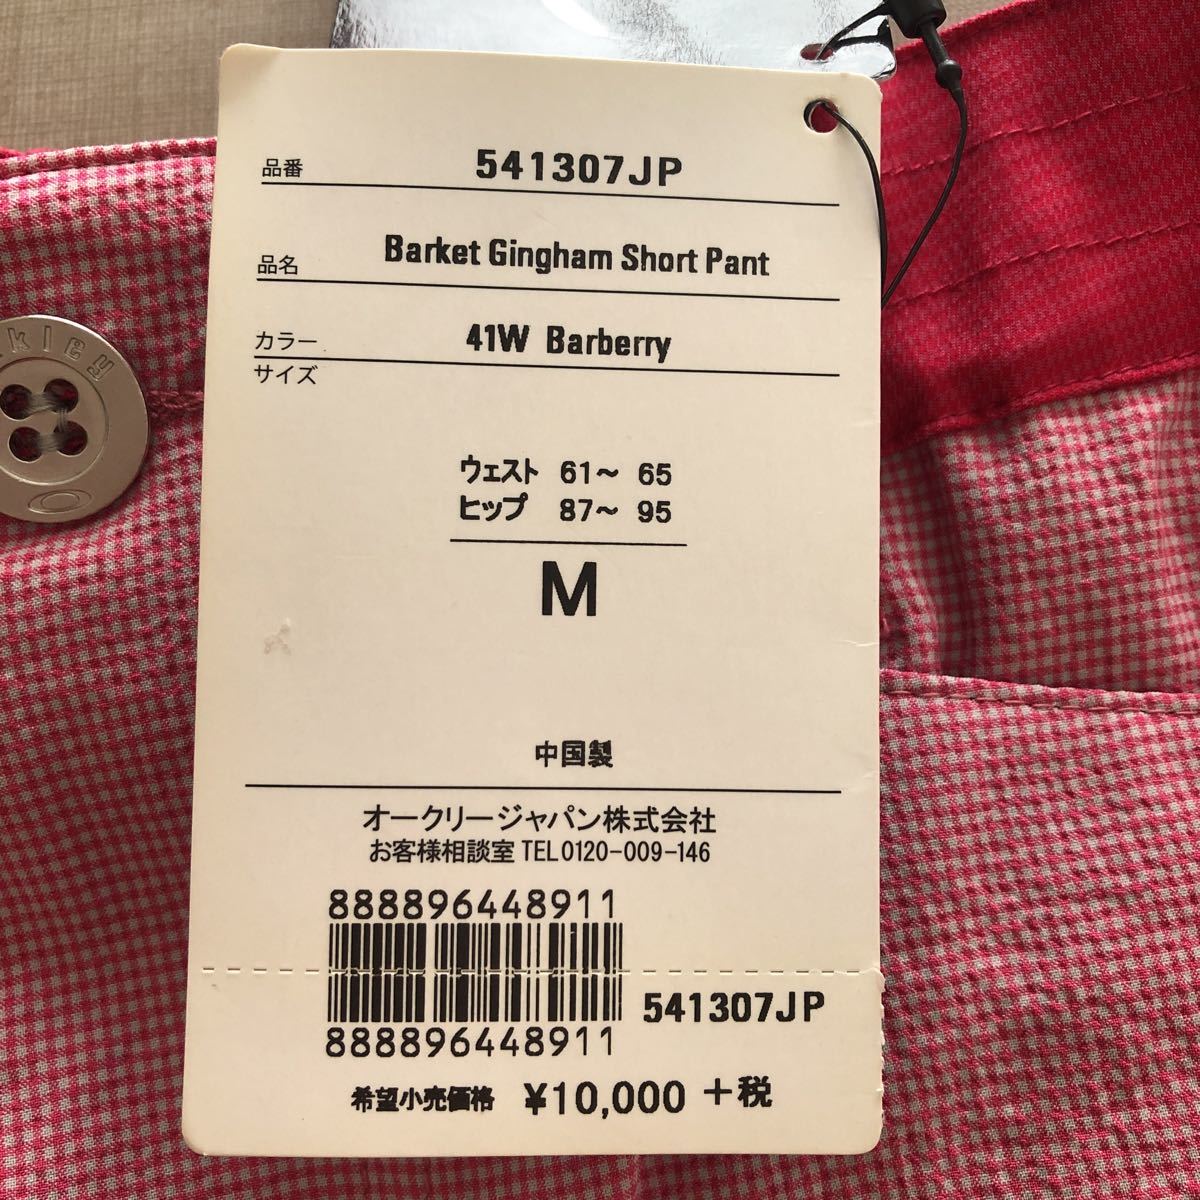 品番 541307JP
品名 Barket Gingham Short Pant
カラー 41W Barberry
サイズ
ウェスト 61～ 65
ヒップ 87～ 95
M
中国製
オークリージャパン株式会社
お客様相談室 TEL0120-009-146
888896448911
541307JP
888896448911
希望小売価格 ¥10,000 +税
kley
O